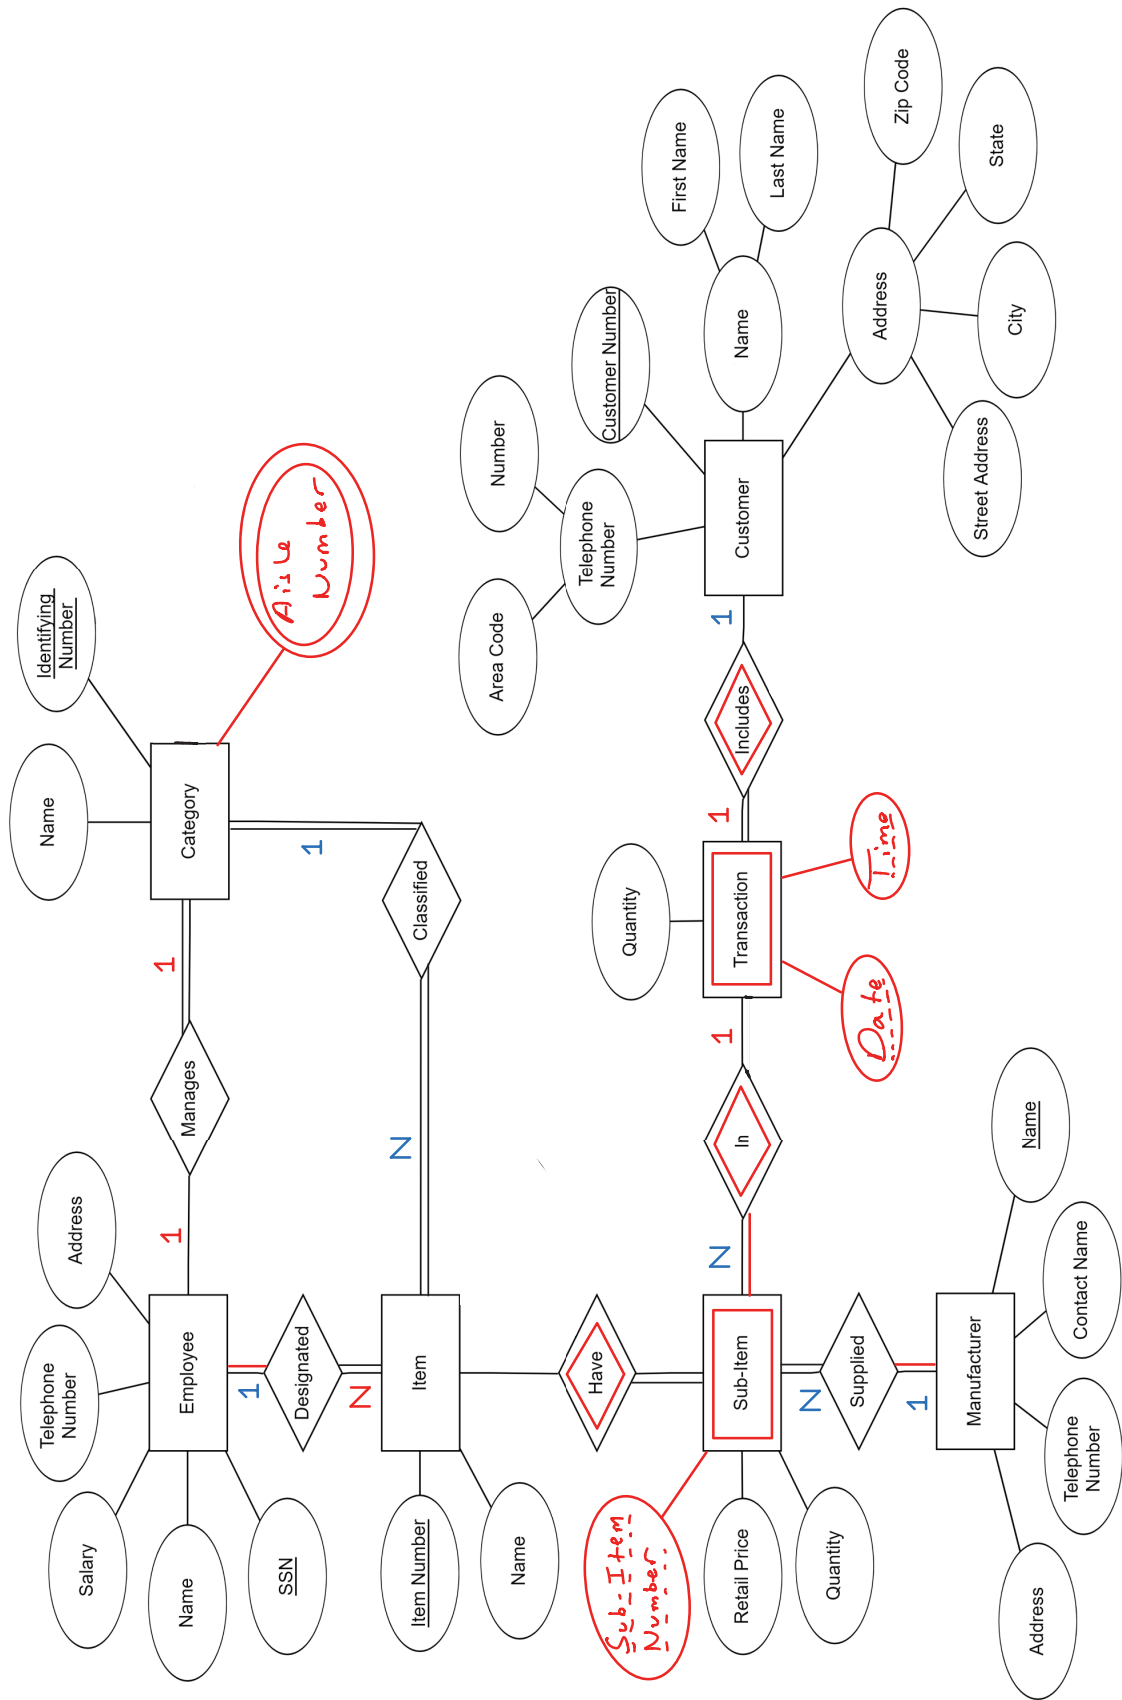 Name
Identifying
Number
Aisle
Number
Category
1
Manages
1
Address
Telephone
Number
Salary
Name
SSN
Employee
1
Designated
N
Item
Item Number
Name
N
Classified
1
Have
Sub-Item
Number
Retail Price
Quantity
Sub-Item
N
In
1
Transaction
Quantity
Date
Time
1
Includes
1
Customer
Area Code
Number
Telephone
Number
Customer Number
Name
First Name
Last Name
Address
Street Address
City
State
Zip Code
N
Supplied
1
Manufacturer
Address
Telephone
Number
Contact Name
Name